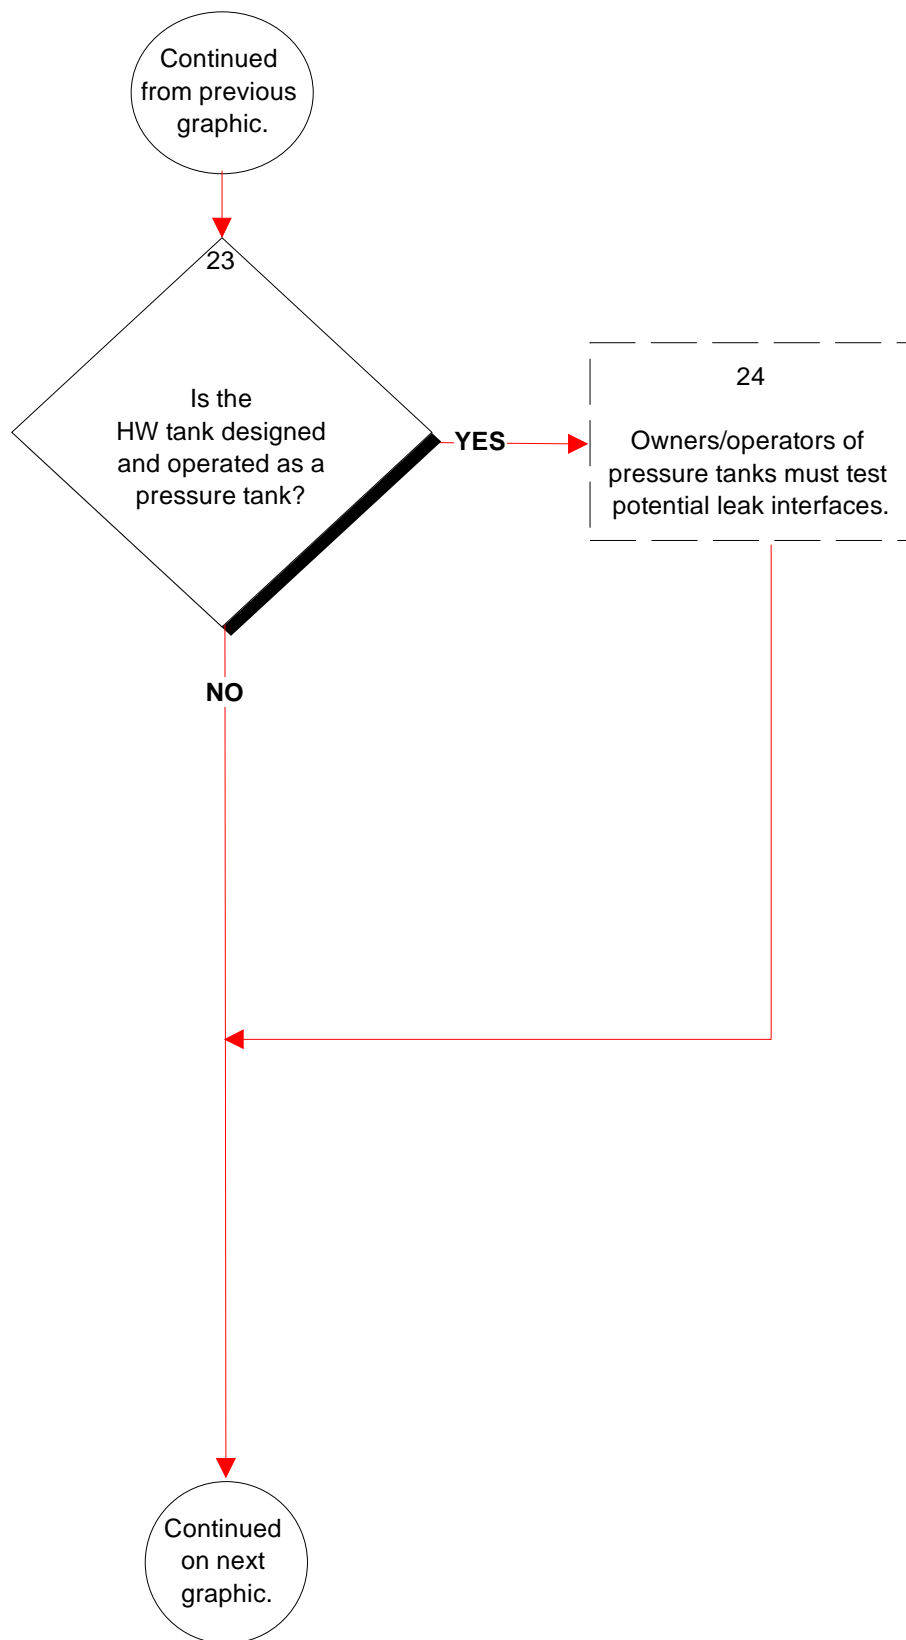 Continued
from previous
graphic.
23
Is the
HW tank designed
and operated as a
pressure tank?
YES
24
Owners/operators of
pressure tanks must test
potential leak interfaces.
NO
Continued
on next
graphic.